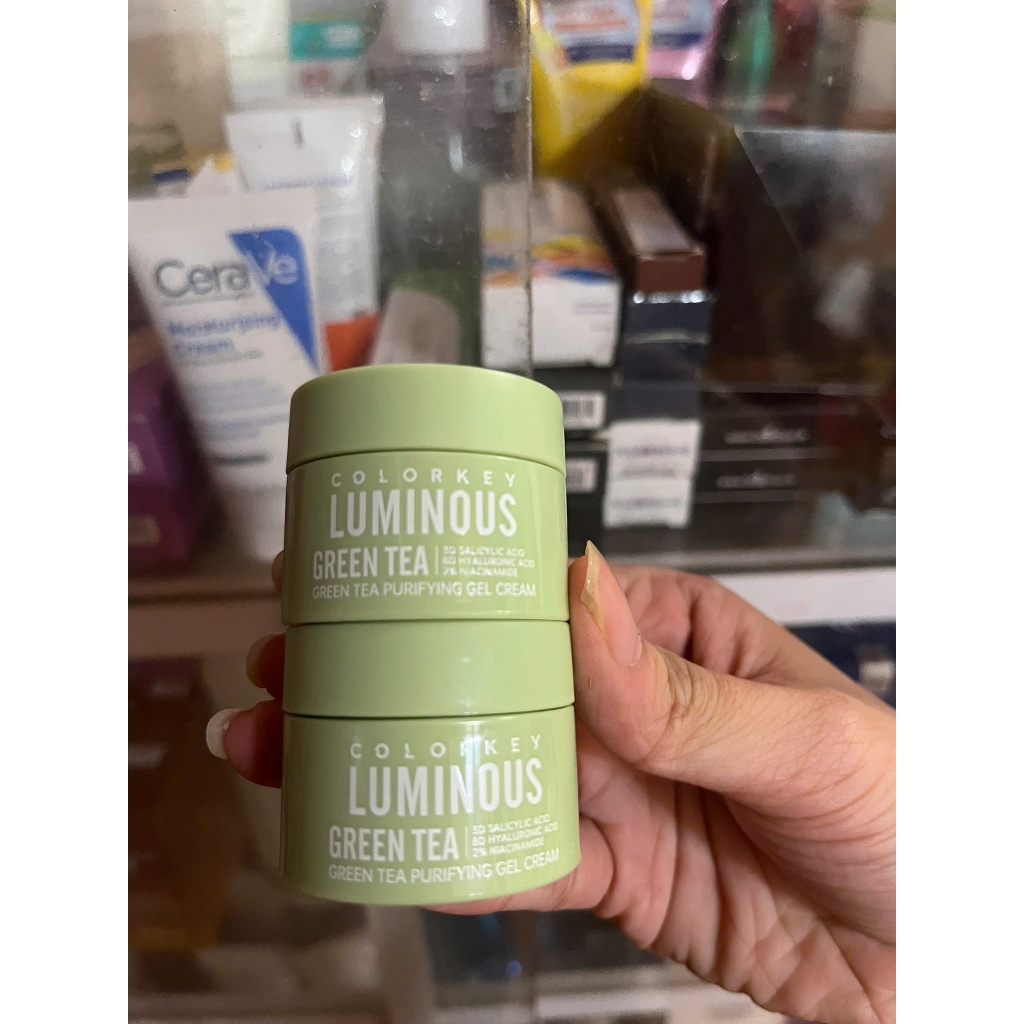 CeraVe
Moisturizing
Cream
COLORKEY
LUMINOUS
GREEN TEA
5D SALICYLIC ACID
8D HYALURONIC ACID
2% NIACINAMIDE
GREEN TEA PURIFYING GEL CREAM
COLORKEY
LUMINOUS
GREEN TEA
5D SALICYLIC ACID
8D HYALURONIC ACID
2% NIACINAMIDE
GREEN TEA PURIFYING GEL CREAM